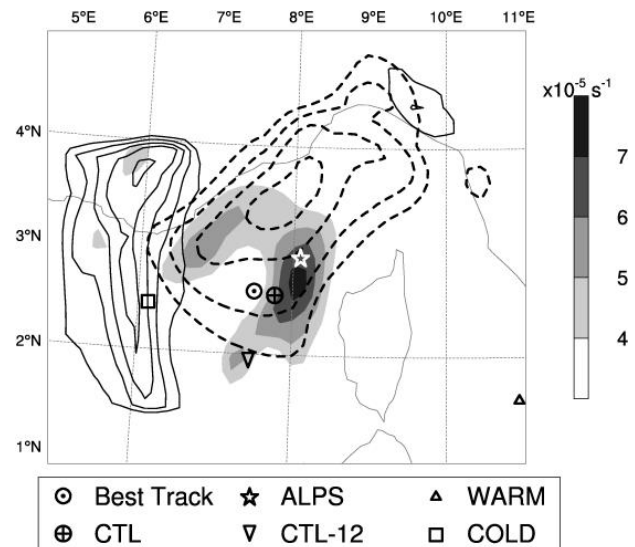 5°E 6°E 7°E 8°E 9°E 10°E 11°E
x10⁻⁵ s⁻¹
4°N
7
3°N
6
5
2°N
4
1°N
Best Track ALPS WARM
CTL CTL-12 COLD